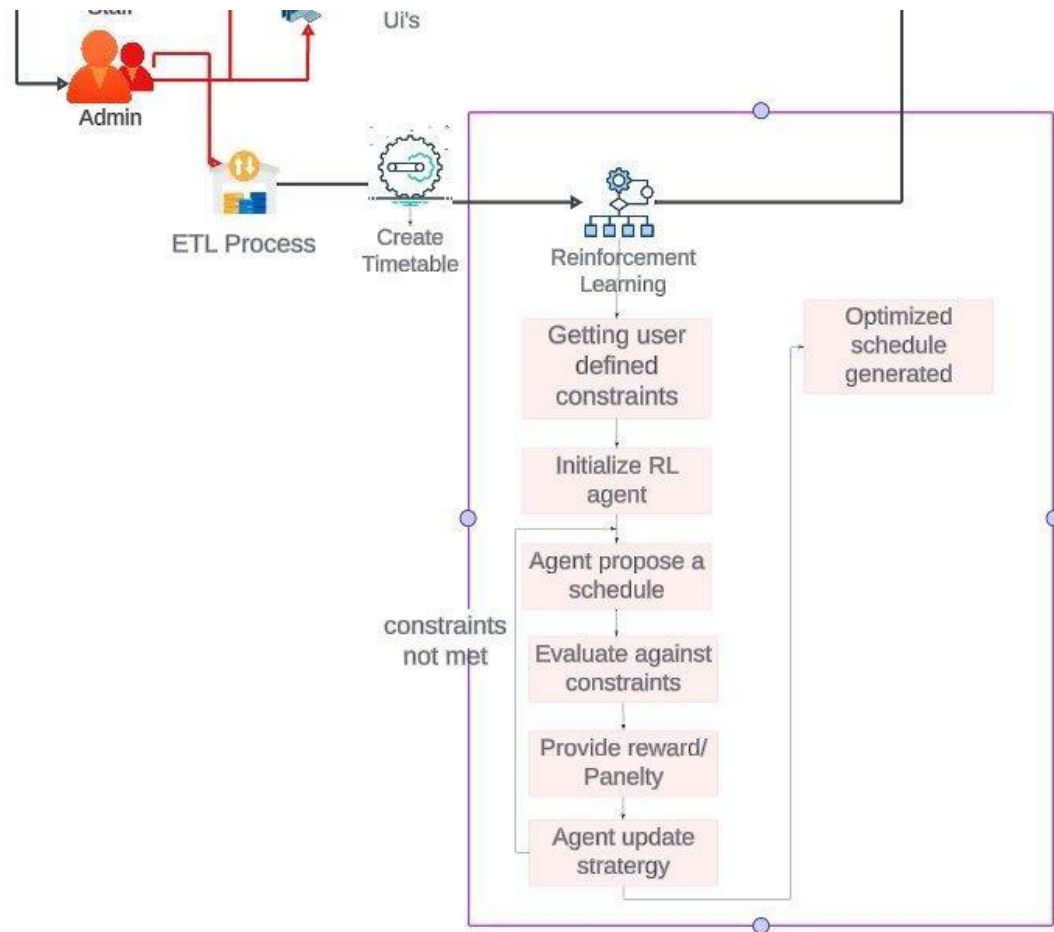 Ui's
Admin
ETL Process
Create
Timetable
Reinforcement
Learning
Getting user
defined
constraints
Optimized
schedule
generated
Initialize RL
agent
Agent propose a
schedule
constraints
not met
Evaluate against
constraints
Provide reward/
Panelty
Agent update
stratergy